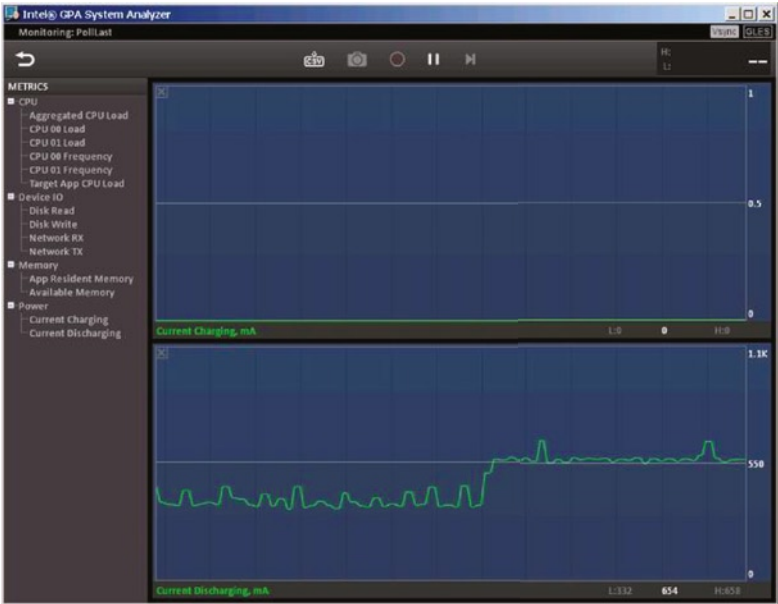 Intel® GPA System Analyzer
Monitoring: PollLast
Vsync GLES
CSV
H:
L:
--
METRICS
CPU
Aggregated CPU Load
CPU 00 Load
CPU 01 Load
CPU 00 Frequency
CPU 01 Frequency
Target App CPU Load
Device IO
Disk Read
Disk Write
Network RX
Network TX
Memory
App Resident Memory
Available Memory
Power
Current Charging
Current Discharging
1
0.5
0
Current Charging, mA L:0 0 H:0
1.1K
550
0
Current Discharging, mA L:332 654 H:658